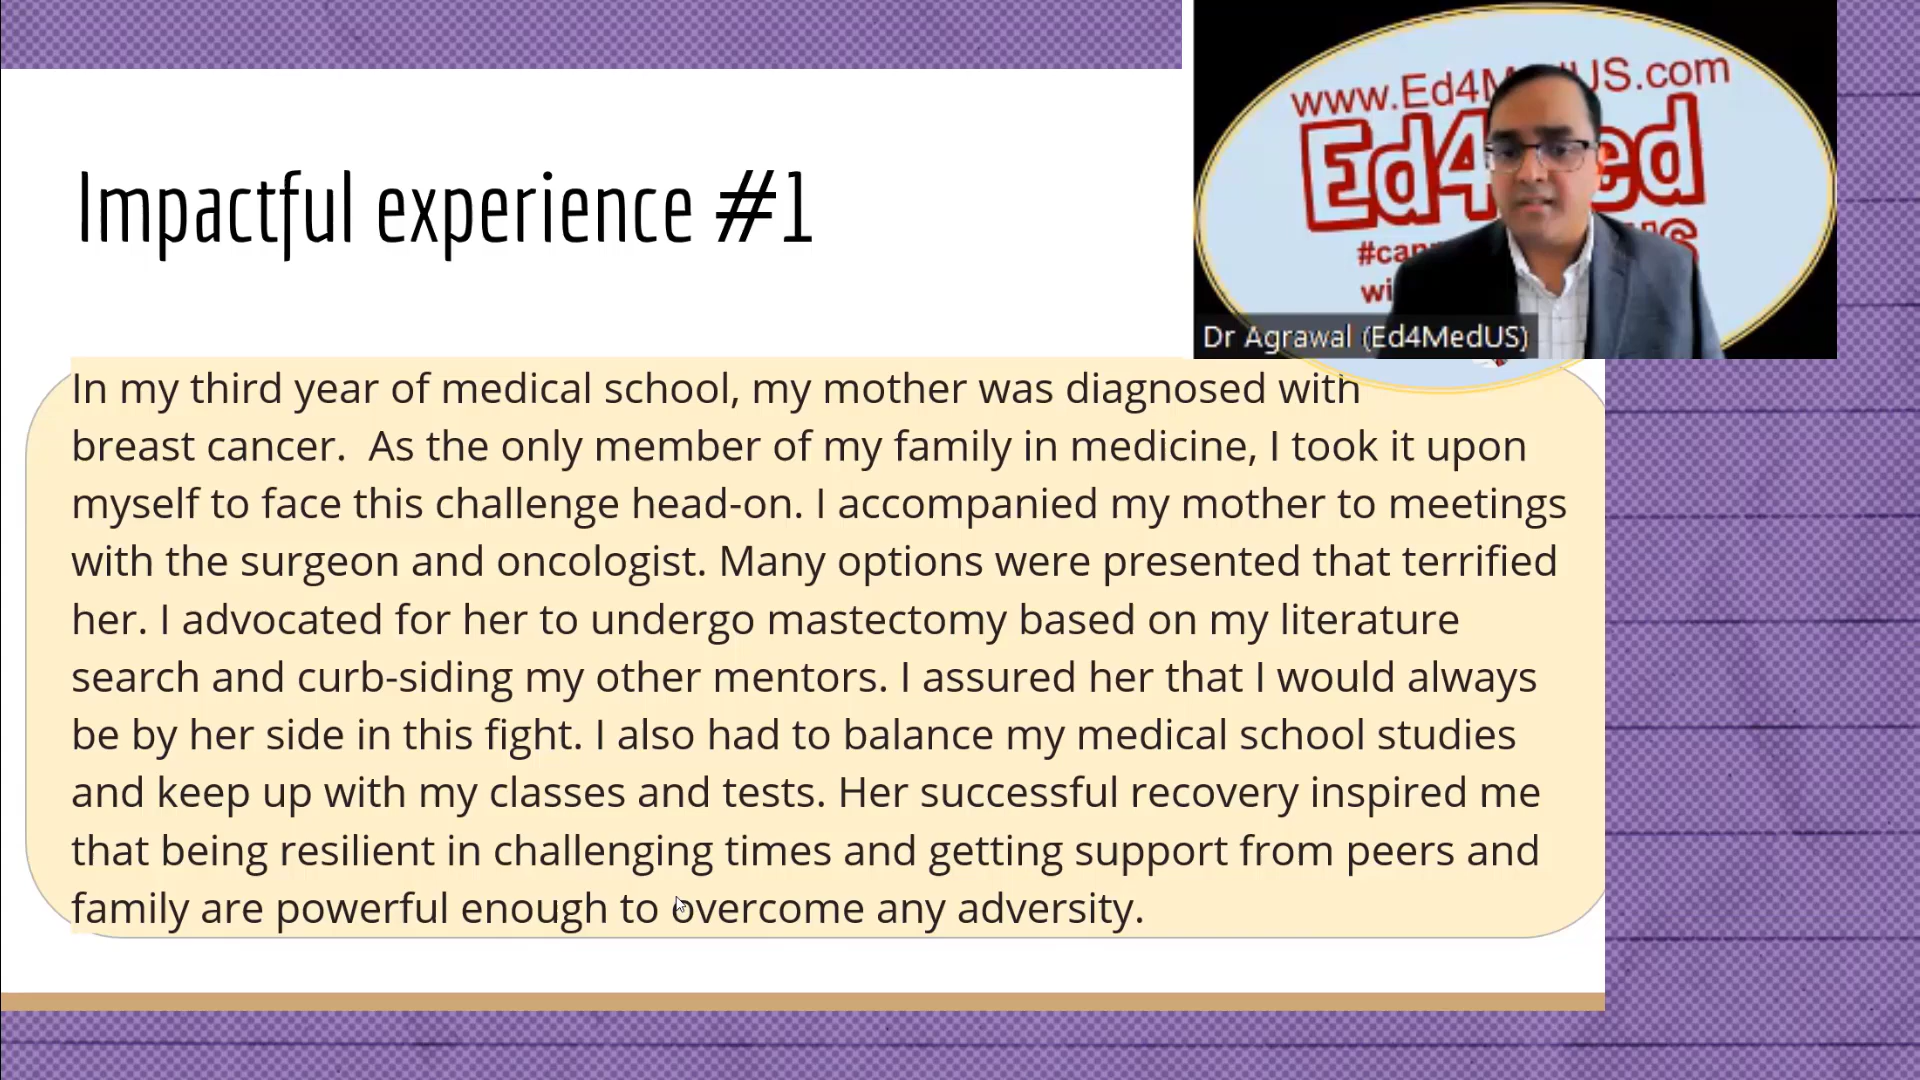 Impactful experience #1
www.Ed4MedUS.com
Ed4Med
Dr Agrawal (Ed4MedUS)
In my third year of medical school, my mother was diagnosed with
breast cancer.  As the only member of my family in medicine, I took it upon
myself to face this challenge head-on. I accompanied my mother to meetings
with the surgeon and oncologist. Many options were presented that terrified
her. I advocated for her to undergo mastectomy based on my literature
search and curb-siding my other mentors. I assured her that I would always
be by her side in this fight. I also had to balance my medical school studies
and keep up with my classes and tests. Her successful recovery inspired me
that being resilient in challenging times and getting support from peers and
family are powerful enough to overcome any adversity.